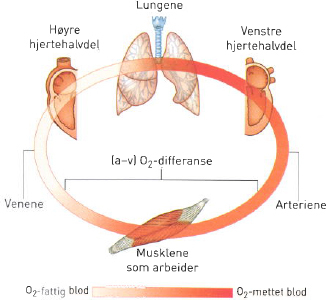 Lungene
Høyre
hjertehalvdel
Venstre
hjertehalvdel
(a–v) O₂-differanse
Venene
Arteriene
Musklene
som arbeider
O₂-fattig blod
O₂-mettet blod